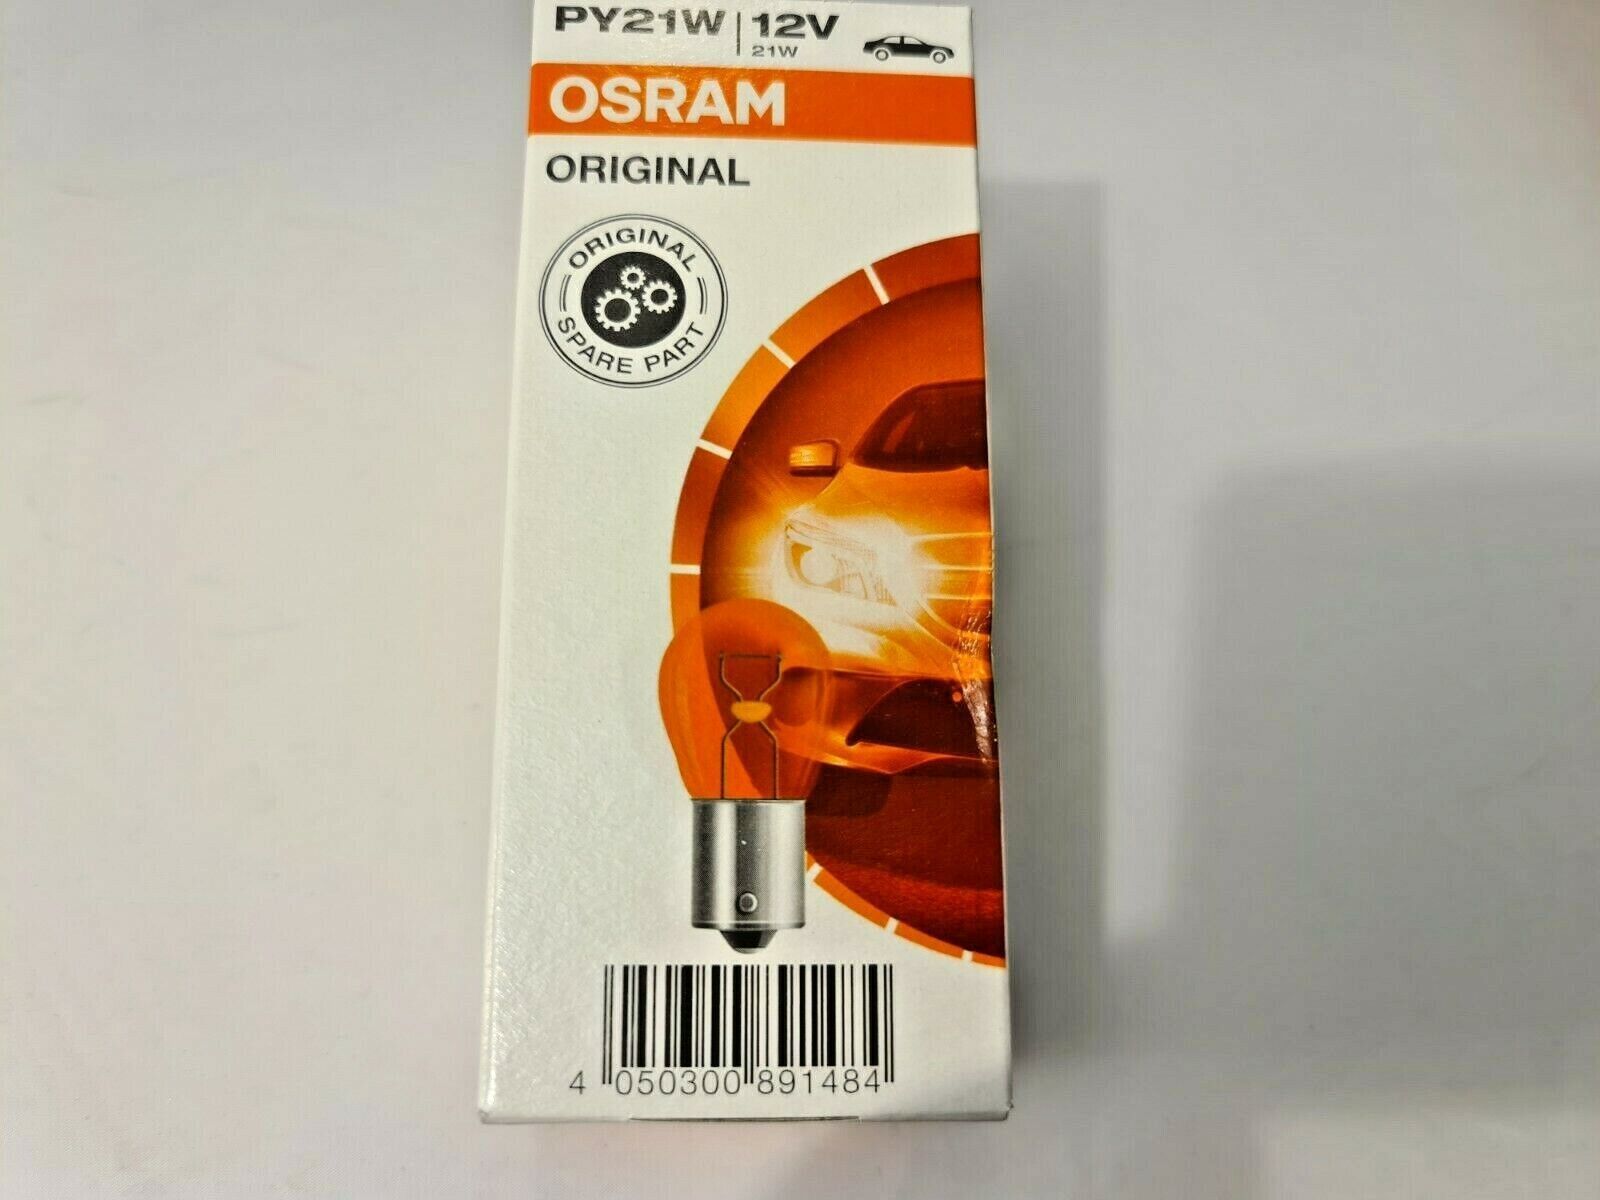 PY21W 12V
21W
OSRAM
ORIGINAL
ORIGINAL
SPARE PART
4 050300 891484